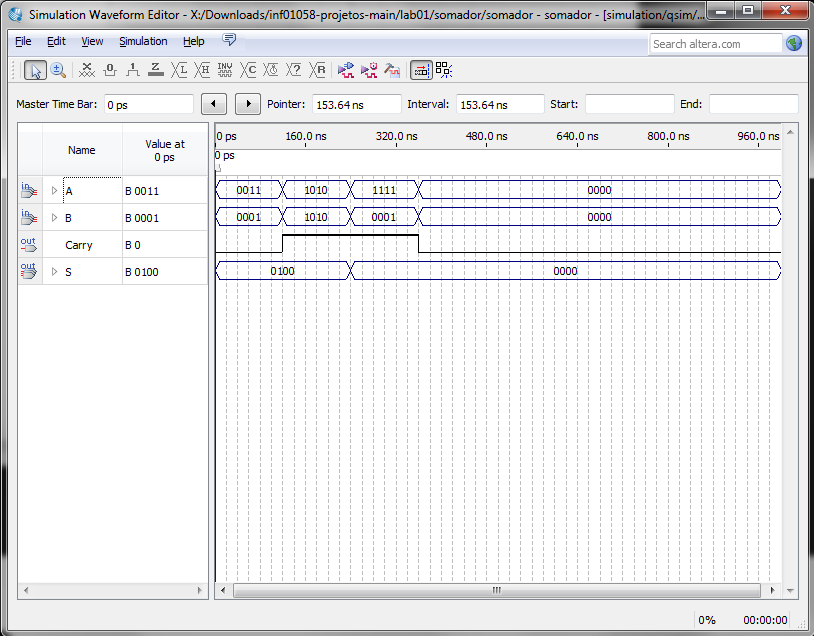 Simulation Waveform Editor - X:/Downloads/inf01058-projetos-main/lab01/somador/somador - somador - [simulation/qsim/...
File Edit View Simulation Help
Search altera.com
Master Time Bar: 0 ps Pointer: 153.64 ns Interval: 153.64 ns Start: End:
Name Value at
0 ps
0 ps 160.0 ns 320.0 ns 480.0 ns 640.0 ns 800.0 ns 960.0 ns
0 ps
in A B 0011 0011 1010 1111 0000
in B B 0001 0001 1010 0001 0000
out Carry B 0
out S B 0100 0100 0000
0% 00:00:00